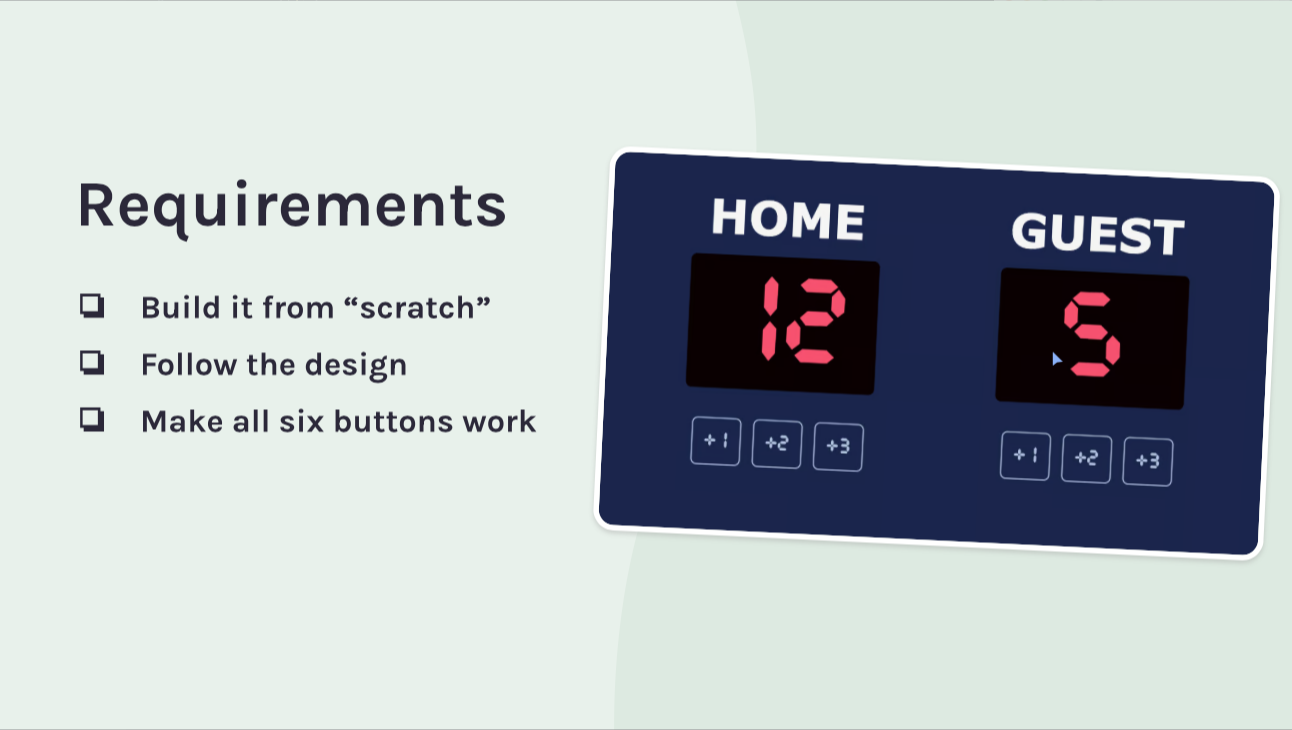 Requirements
Build it from “scratch”
Follow the design
Make all six buttons work
HOME GUEST
12 5
+1 +2 +3 +1 +2 +3